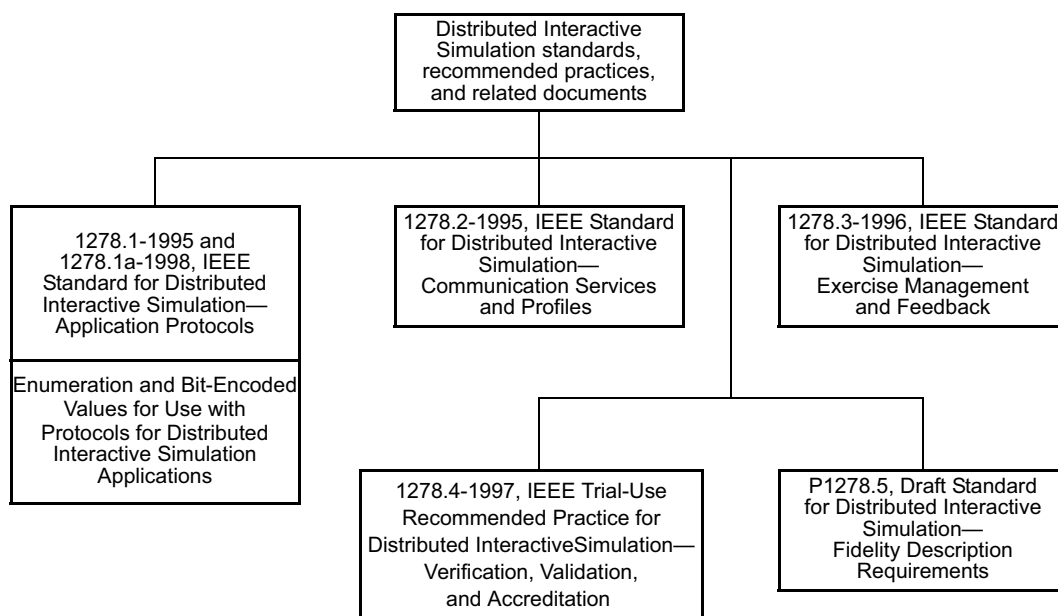 Distributed Interactive
Simulation standards,
recommended practices,
and related documents
1278.1-1995 and
1278.1a-1998, IEEE
Standard for Distributed
Interactive Simulation—
Application Protocols
Enumeration and Bit-Encoded
Values for Use with
Protocols for Distributed
Interactive Simulation
Applications
1278.2-1995, IEEE Standard
for Distributed Interactive
Simulation—
Communication Services
and Profiles
1278.3-1996, IEEE Standard
for Distributed Interactive
Simulation—
Exercise Management
and Feedback
1278.4-1997, IEEE Trial-Use
Recommended Practice for
Distributed InteractiveSimulation—
Verification, Validation,
and Accreditation
P1278.5, Draft Standard
for Distributed Interactive
Simulation—
Fidelity Description
Requirements